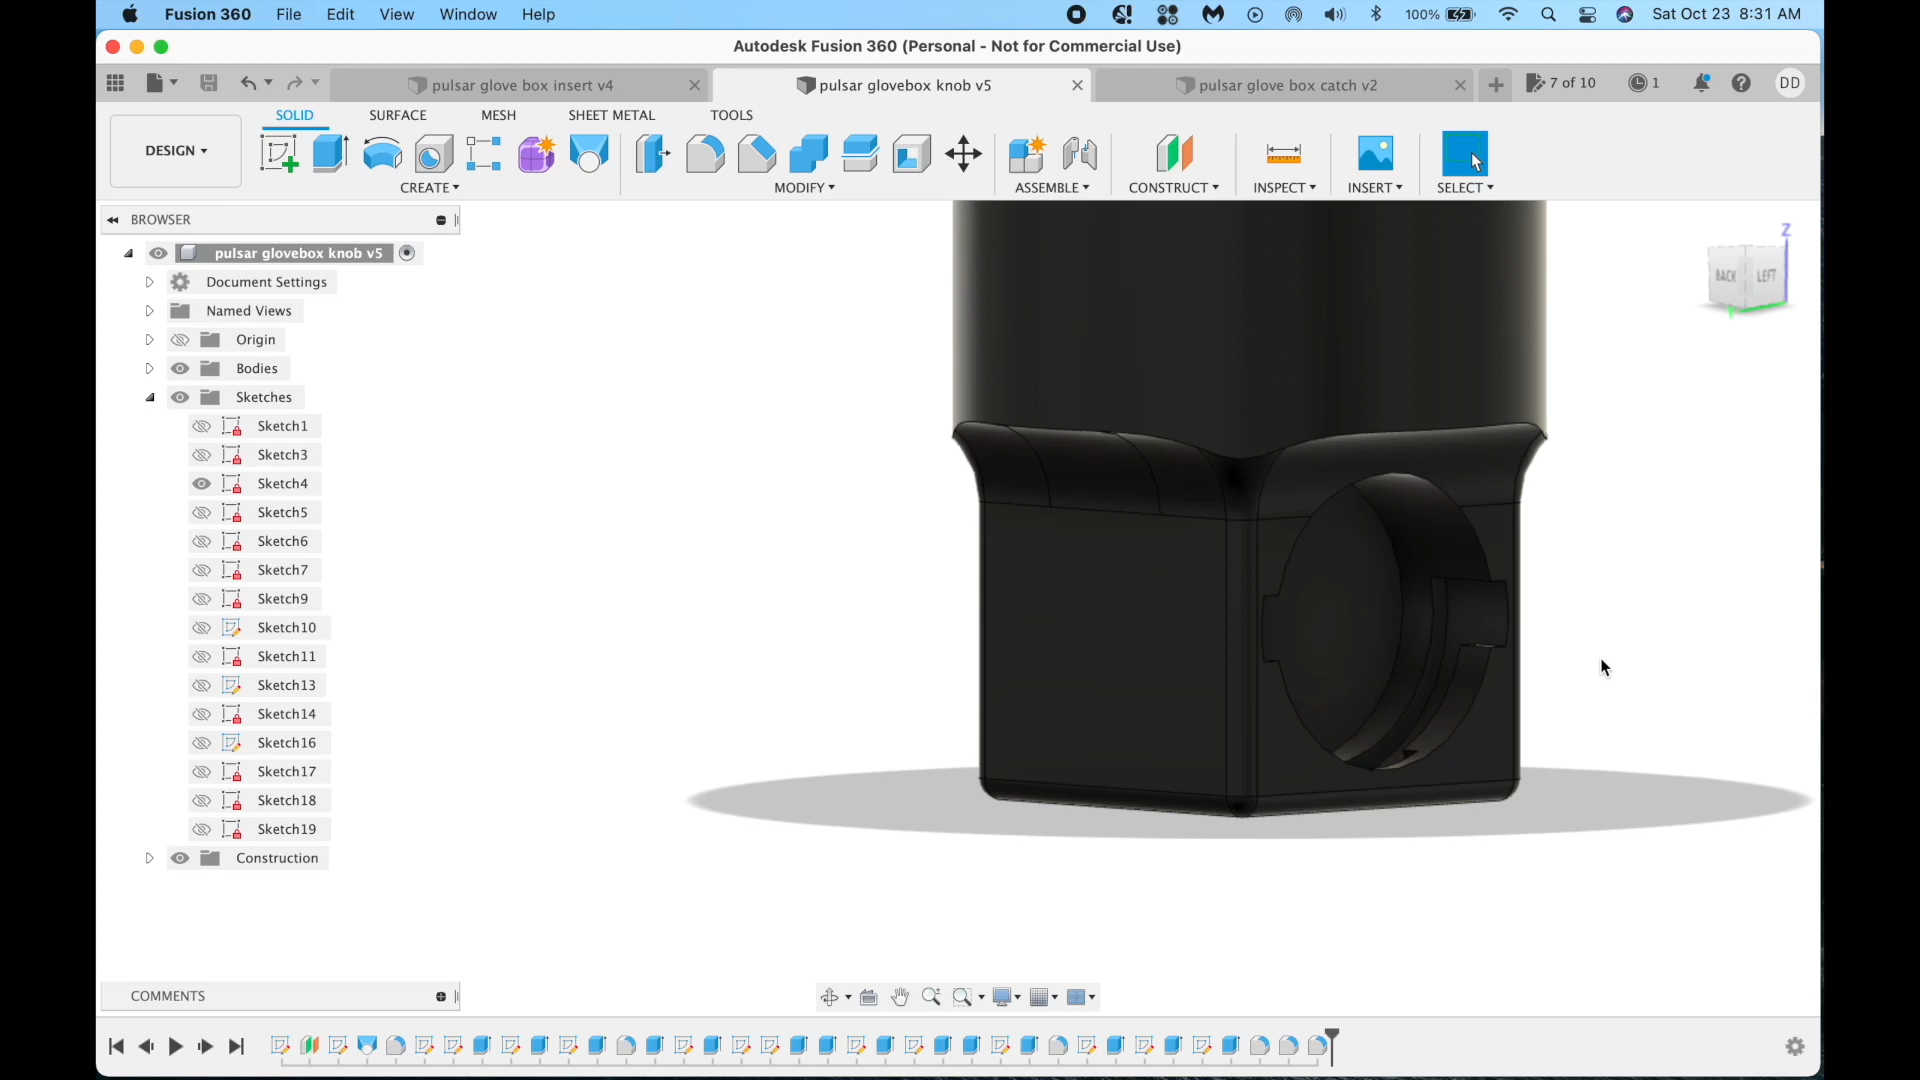 Fusion 360 File Edit View Window Help 100% Sat Oct 23 8:31 AM
Autodesk Fusion 360 (Personal - Not for Commercial Use)
pulsar glove box insert v4 pulsar glovebox knob v5 pulsar glove box catch v2 7 of 10 1 DD
SOLID SURFACE MESH SHEET METAL TOOLS
DESIGN
CREATE MODIFY ASSEMBLE CONSTRUCT INSPECT INSERT SELECT
BROWSER
pulsar glovebox knob v5
Document Settings
Named Views
Origin
Bodies
Sketches
Sketch1
Sketch3
Sketch4
Sketch5
Sketch6
Sketch7
Sketch9
Sketch10
Sketch11
Sketch13
Sketch14
Sketch16
Sketch17
Sketch18
Sketch19
Construction
Z
BACK LEFT
COMMENTS